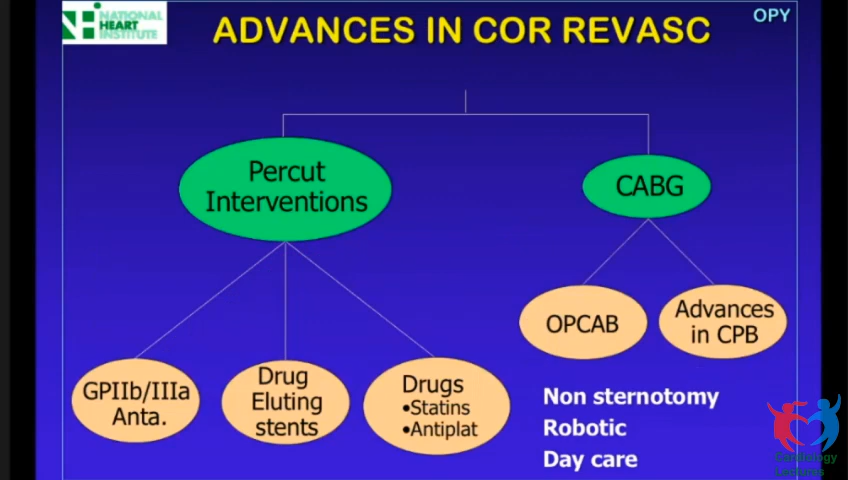 NATIONAL
HEART
INSTITUTE
ADVANCES IN COR REVASC
OPY
Percut
Interventions
CABG
GPIIb/IIIa
Anta.
Drug
Eluting
stents
Drugs
•Statins
•Antiplat
OPCAB
Advances
in CPB
Non sternotomy
Robotic
Day care
Cardiology
Lectures